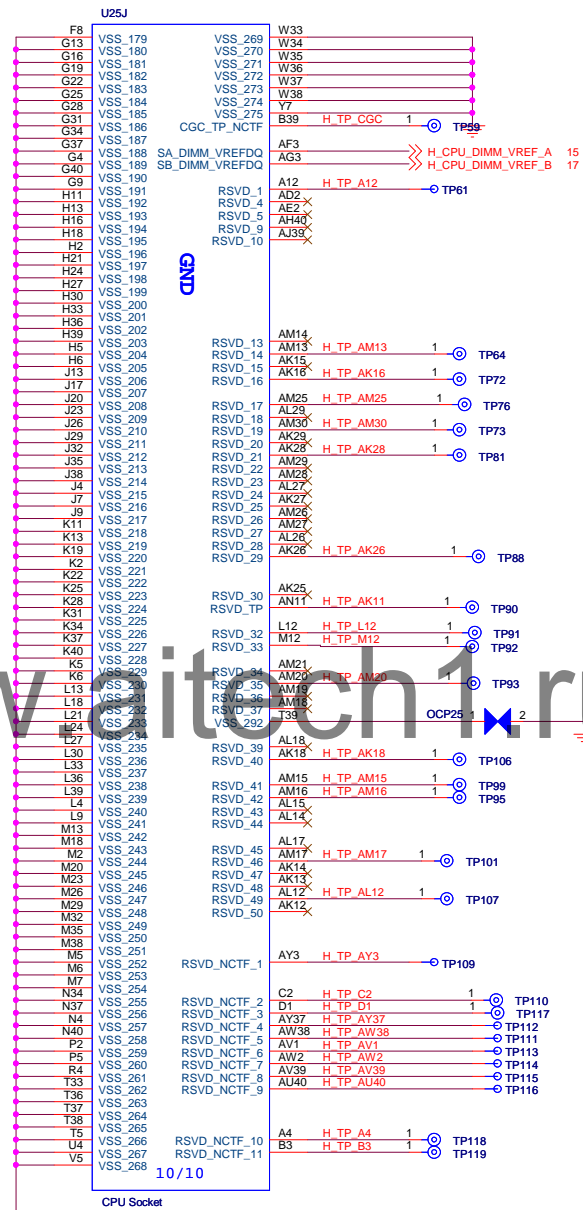 U25J
F8 VSS_179 VSS_269 W33
G13 VSS_180 VSS_270 W34
G16 VSS_181 VSS_271 W35
G19 VSS_182 VSS_272 W36
G22 VSS_183 VSS_273 W37
G25 VSS_184 VSS_274 W38
G28 VSS_185 VSS_275 Y7
G31 VSS_186 CGC_TP_NCTF B39 H_TP_CGC 1 TP59
G34 VSS_187
G37 VSS_188 SA_DIMM_VREFDQ AF3 H_CPU_DIMM_VREF_A 15
G4 VSS_189 SB_DIMM_VREFDQ AG3 H_CPU_DIMM_VREF_B 17
G40 VSS_190
G9 VSS_191 RSVD_1 A12 H_TP_A12 TP61
H11 VSS_192 RSVD_4 AD2
H13 VSS_193 RSVD_5 AE2
H16 VSS_194 RSVD_9 AH40
H18 VSS_195 RSVD_10 AJ39
H2 VSS_196
H21 VSS_197
H24 VSS_198
H27 VSS_199
GND
H30 VSS_200
H33 VSS_201
H36 VSS_202
H39 VSS_203 RSVD_13 AM14
H5 VSS_204 RSVD_14 AM13 H_TP_AM13 1 TP64
H6 VSS_205 RSVD_15 AK15
J13 VSS_206 RSVD_16 AK16 H_TP_AK16 1 TP72
J17 VSS_207
J20 VSS_208 RSVD_17 AM25 H_TP_AM25 1 TP76
J23 VSS_209 RSVD_18 AL29
J26 VSS_210 RSVD_19 AM30 H_TP_AM30 1 TP73
J29 VSS_211 RSVD_20 AK29
J32 VSS_212 RSVD_21 AK28 H_TP_AK28 1 TP81
J35 VSS_213 RSVD_22 AM29
J38 VSS_214 RSVD_23 AM28
J4 VSS_215 RSVD_24 AL27
J7 VSS_216 RSVD_25 AK27
J9 VSS_217 RSVD_26 AM26
K11 VSS_218 RSVD_27 AM27
K13 VSS_219 RSVD_28 AL26
K19 VSS_220 RSVD_29 AK26 H_TP_AK26 1 TP88
K2 VSS_221
K22 VSS_222
K25 VSS_223 RSVD_30 AK25
K28 VSS_224 RSVD_TP AN11 H_TP_AK11 1 TP90
K31 VSS_225
K34 VSS_226 RSVD_32 L12 H_TP_L12 1 TP91
K37 VSS_227 RSVD_33 M12 H_TP_M12 1 TP92
K40 VSS_228
K5 VSS_229 RSVD_34 AM21
K6 VSS_230 RSVD_35 AM20 H_TP_AM20 1 TP93
L13 VSS_231 RSVD_36 AM19
L18 VSS_232 RSVD_37 AM18
L21 VSS_233 VSS_292 T39 OCP25 1 2
w.aitech1.r
L24 VSS_234
L27 VSS_235 RSVD_39 AL18
L30 VSS_236 RSVD_40 AK18 H_TP_AK18 1 TP106
L33 VSS_237
L36 VSS_238 RSVD_41 AM15 H_TP_AM15 1 TP99
L39 VSS_239 RSVD_42 AM16 H_TP_AM16 1 TP95
L4 VSS_240 RSVD_43 AL15
L9 VSS_241 RSVD_44 AL14
M13 VSS_242
M18 VSS_243 RSVD_45 AL17
M2 VSS_244 RSVD_46 AM17 H_TP_AM17 1 TP101
M20 VSS_245 RSVD_47 AK14
M23 VSS_246 RSVD_48 AK13
M26 VSS_247 RSVD_49 AL12 H_TP_AL12 1 TP107
M29 VSS_248 RSVD_50 AK12
M32 VSS_249
M35 VSS_250
M38 VSS_251
M5 VSS_252 RSVD_NCTF_1 AY3 H_TP_AY3 TP109
M6 VSS_253
M7 VSS_254
N34 VSS_255 RSVD_NCTF_2 C2 H_TP_C2 1 TP110
N37 VSS_256 RSVD_NCTF_3 D1 H_TP_D1 1 TP117
N4 VSS_257 RSVD_NCTF_4 AY37 H_TP_AY37 TP112
N40 VSS_258 RSVD_NCTF_5 AW38 H_TP_AW38 TP111
P2 VSS_259 RSVD_NCTF_6 AV1 H_TP_AV1 TP113
P5 VSS_260 RSVD_NCTF_7 AW2 H_TP_AW2 TP114
R4 VSS_261 RSVD_NCTF_8 AV39 H_TP_AV39 TP115
T33 VSS_262 RSVD_NCTF_9 AU40 H_TP_AU40 TP116
T36 VSS_263
T37 VSS_264
T38 VSS_265
T5 VSS_266 RSVD_NCTF_10 A4 H_TP_A4 1 TP118
U4 VSS_267 RSVD_NCTF_11 B3 H_TP_B3 1 TP119
V5 VSS_268
10/10
CPU Socket